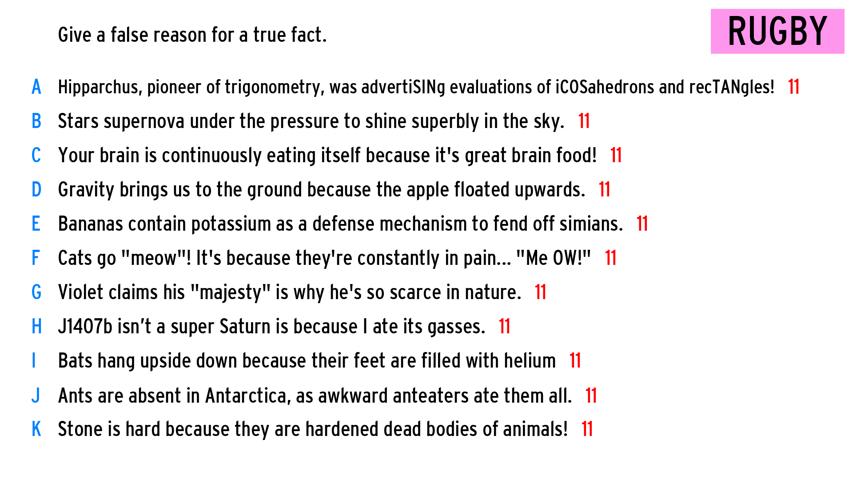 Give a false reason for a true fact.
RUGBY
A Hipparchus, pioneer of trigonometry, was advertiSINg evaluations of iCOSahedrons and recTANgles! 11
B Stars supernova under the pressure to shine superbly in the sky. 11
C Your brain is continuously eating itself because it's great brain food! 11
D Gravity brings us to the ground because the apple floated upwards. 11
E Bananas contain potassium as a defense mechanism to fend off simians. 11
F Cats go "meow"! It's because they're constantly in pain... "Me OW!" 11
G Violet claims his "majesty" is why he's so scarce in nature. 11
H J1407b isn’t a super Saturn is because I ate its gasses. 11
I Bats hang upside down because their feet are filled with helium 11
J Ants are absent in Antarctica, as awkward anteaters ate them all. 11
K Stone is hard because they are hardened dead bodies of animals! 11